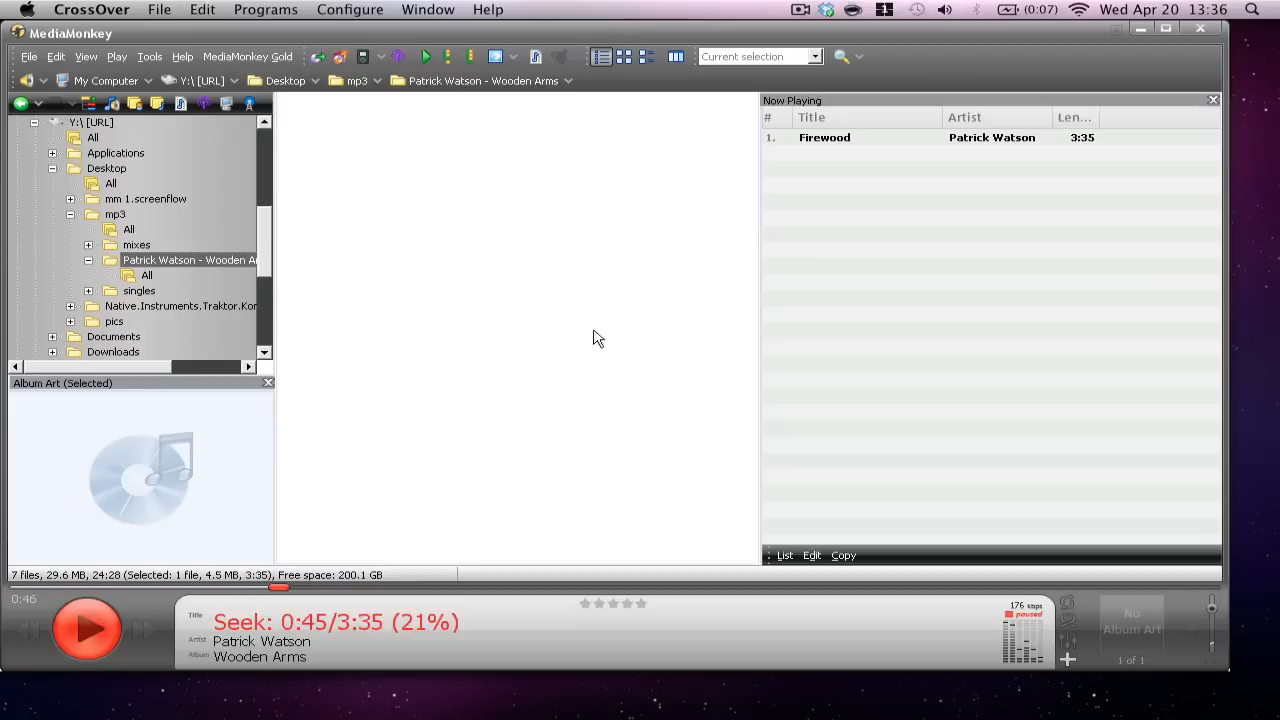 CrossOver File Edit Programs Configure Window Help (0:07) Wed Apr 20 13:36
MediaMonkey
File Edit View Play Tools Help MediaMonkey Gold Current selection
My Computer Y:\ [URL] Desktop mp3 Patrick Watson - Wooden Arms
Y:\ [URL]
All
Applications
Desktop
All
mm 1.screenflow
mp3
All
mixes
Patrick Watson - Wooden Ar
All
singles
Native.Instruments.Traktor.Kor
pics
Documents
Downloads
Album Art (Selected)
Now Playing
# Title Artist Len...
1. Firewood Patrick Watson 3:35
List Edit Copy
7 files, 29.6 MB, 24:28 (Selected: 1 file, 4.5 MB, 3:35), Free space: 200.1 GB
0:46
Title Seek: 0:45/3:35 (21%)
Artist Patrick Watson
Album Wooden Arms
176 kbps
paused
No
Album Art
1 of 1